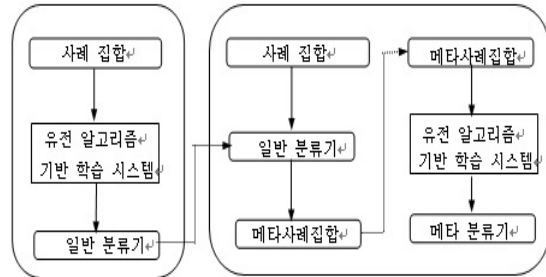 사례 집합
유전 알고리즘
기반 학습 시스템
일반 분류기
사례 집합
일반 분류기
메타사례집합
메타사례집합
유전 알고리즘
기반 학습 시스템
메타 분류기